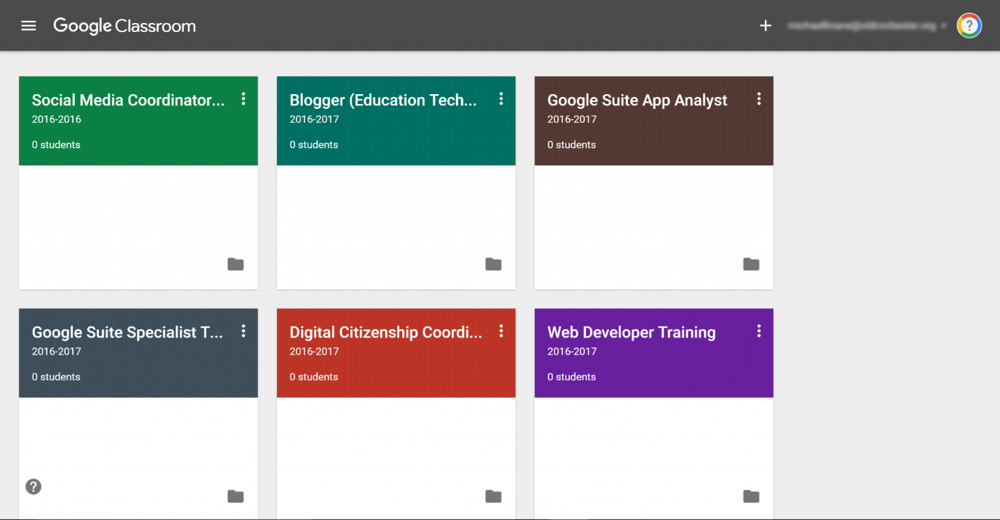 Google Classroom
+
?
Social Media Coordinator...
2016-2016
0 students
Blogger (Education Tech...
2016-2017
0 students
Google Suite App Analyst
2016-2017
0 students
Google Suite Specialist T...
2016-2017
0 students
Digital Citizenship Coordi...
2016-2017
0 students
Web Developer Training
2016-2017
0 students
?